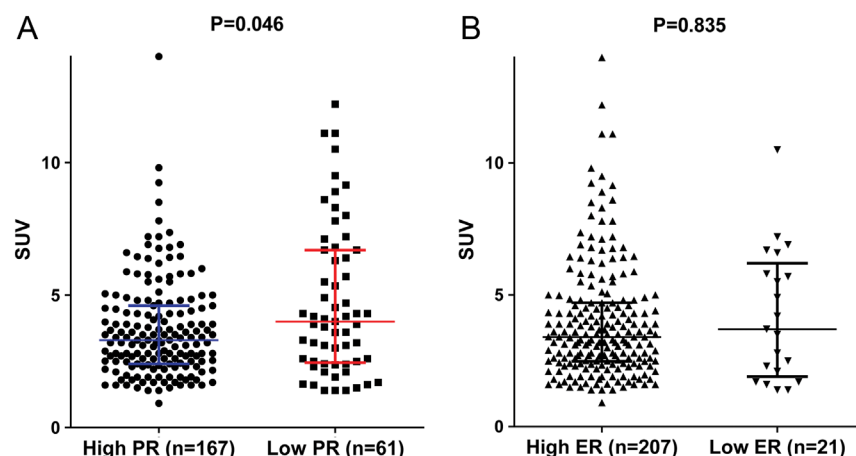 A
P=0.046
SUV
10
5
0
High PR (n=167)
Low PR (n=61)
B
P=0.835
SUV
10
5
0
High ER (n=207)
Low ER (n=21)